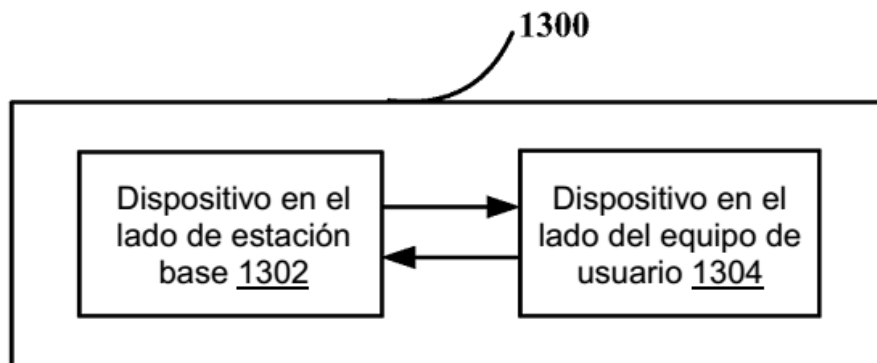 1300
Dispositivo en el
lado de estación
base 1302
Dispositivo en el
lado del equipo de
usuario 1304